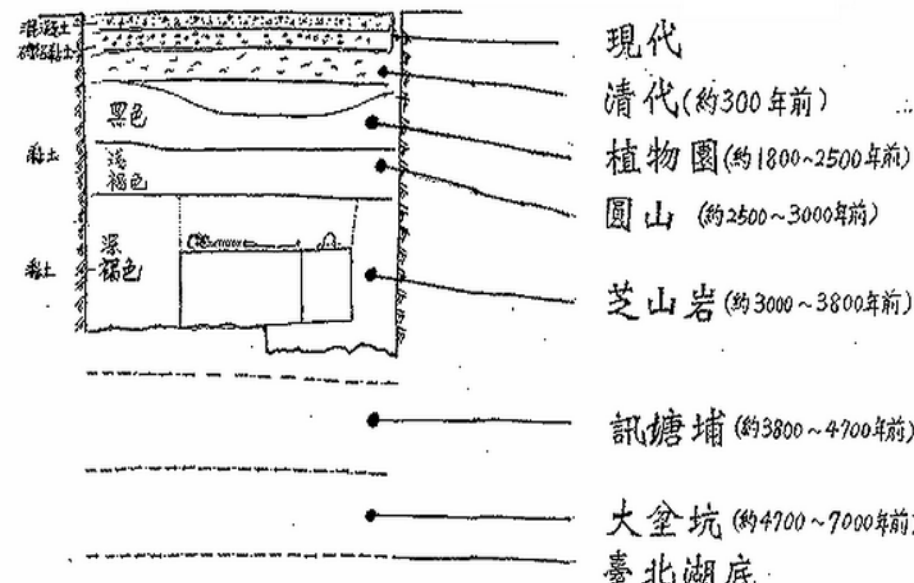 混凝土
礫石黏土
黑色
黏土
淺
褐色
深
褐色
黏土
現代
清代(約300年前)
植物園(約1800~2500年前)
圓山 (約2500~3000年前)
芝山岩(約3000~3800年前)
訊塘埔(約3800~4700年前)
大坌坑(約4700~7000年前)
臺北湖底